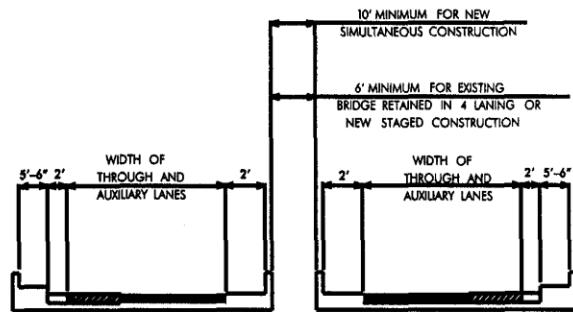 10' MINIMUM FOR NEW
SIMULTANEOUS CONSTRUCTION
6' MINIMUM FOR EXISTING
BRIDGE RETAINED IN 4 LANING OR
NEW STAGED CONSTRUCTION
5'-6" 2' WIDTH OF 2'
THROUGH AND
AUXILIARY LANES
2' WIDTH OF 2' 5'-6"
THROUGH AND
AUXILIARY LANES